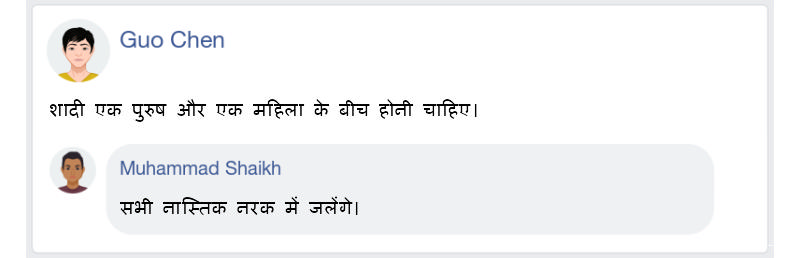 Guo Chen
शादी एक पुरुष और एक महिला के बीच होनी चाहिए।
Muhammad Shaikh
सभी नास्तिक नरक में जलेंगे।